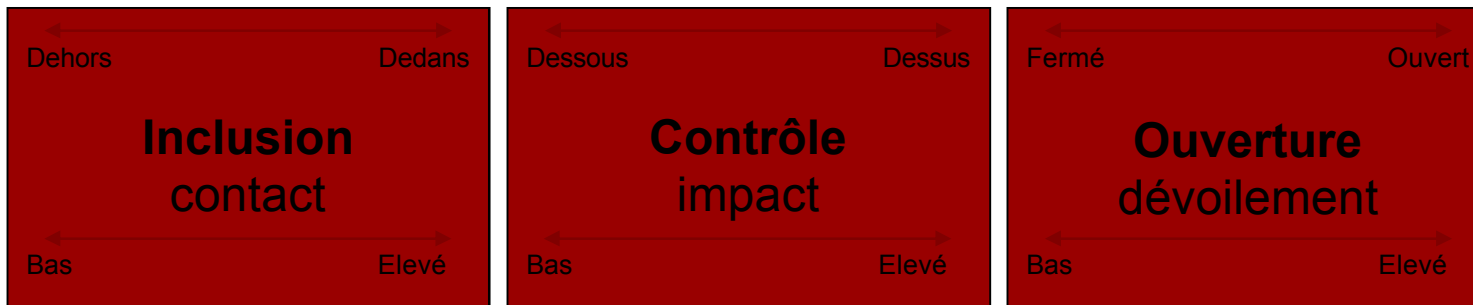 Dehors Dedans
Inclusion
contact
Bas Elevé
Dessous Dessus
Contrôle
impact
Bas Elevé
Fermé Ouvert
Ouverture
dévoilement
Bas Elevé